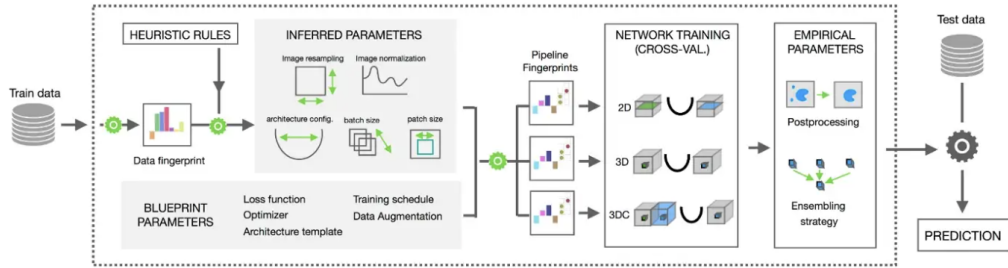 Train data
HEURISTIC RULES
Data fingerprint
INFERRED PARAMETERS
Image resampling
Image normalization
architecture config.
batch size
patch size
BLUEPRINT
PARAMETERS
Loss function
Optimizer
Architecture template
Training schedule
Data Augmentation
Pipeline
Fingerprints
NETWORK TRAINING
(CROSS-VAL.)
2D
3D
3DC
EMPIRICAL
PARAMETERS
Postprocessing
Ensembling
strategy
Test data
PREDICTION